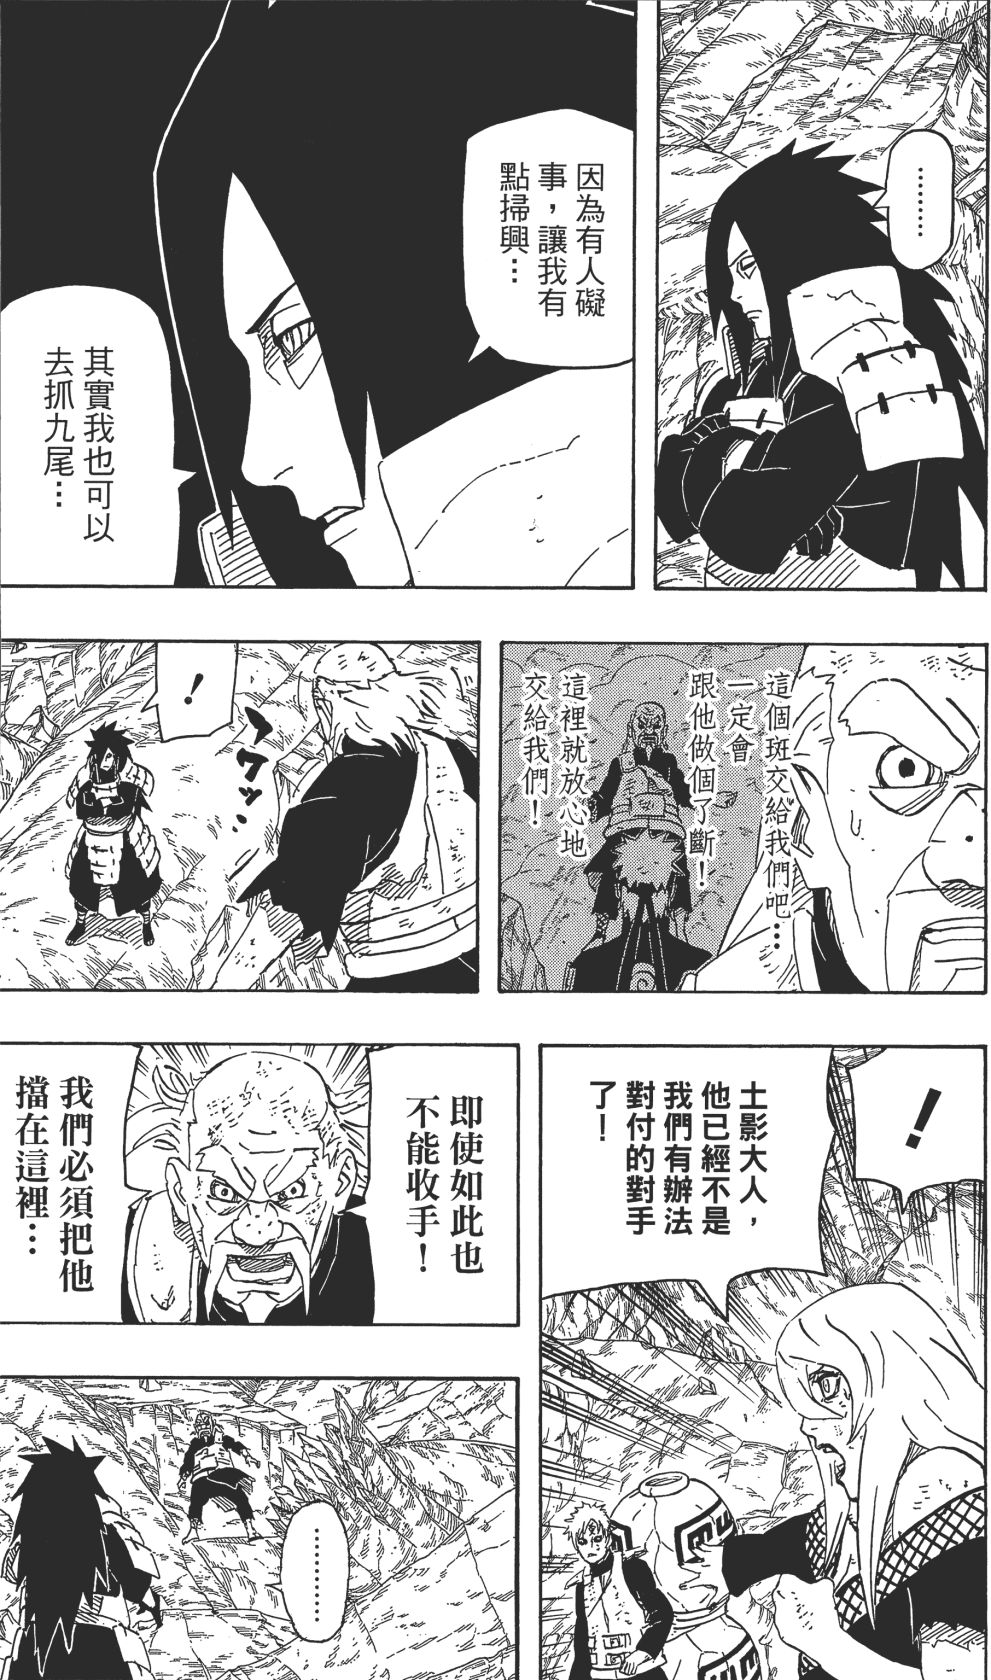 ………
因為有人礙
事，讓我有
點掃興…
其實我也可以
去抓九尾…
這個斑交給我們吧…
一定會
跟他做個了斷！
這裡就放心地
交給我們！
クワッ…
！
！
土影大人，
他已經不是
我們有辦法
對付的對手
了！
即使如此也
不能收手！
我們必須把他
擋在這裡…
………